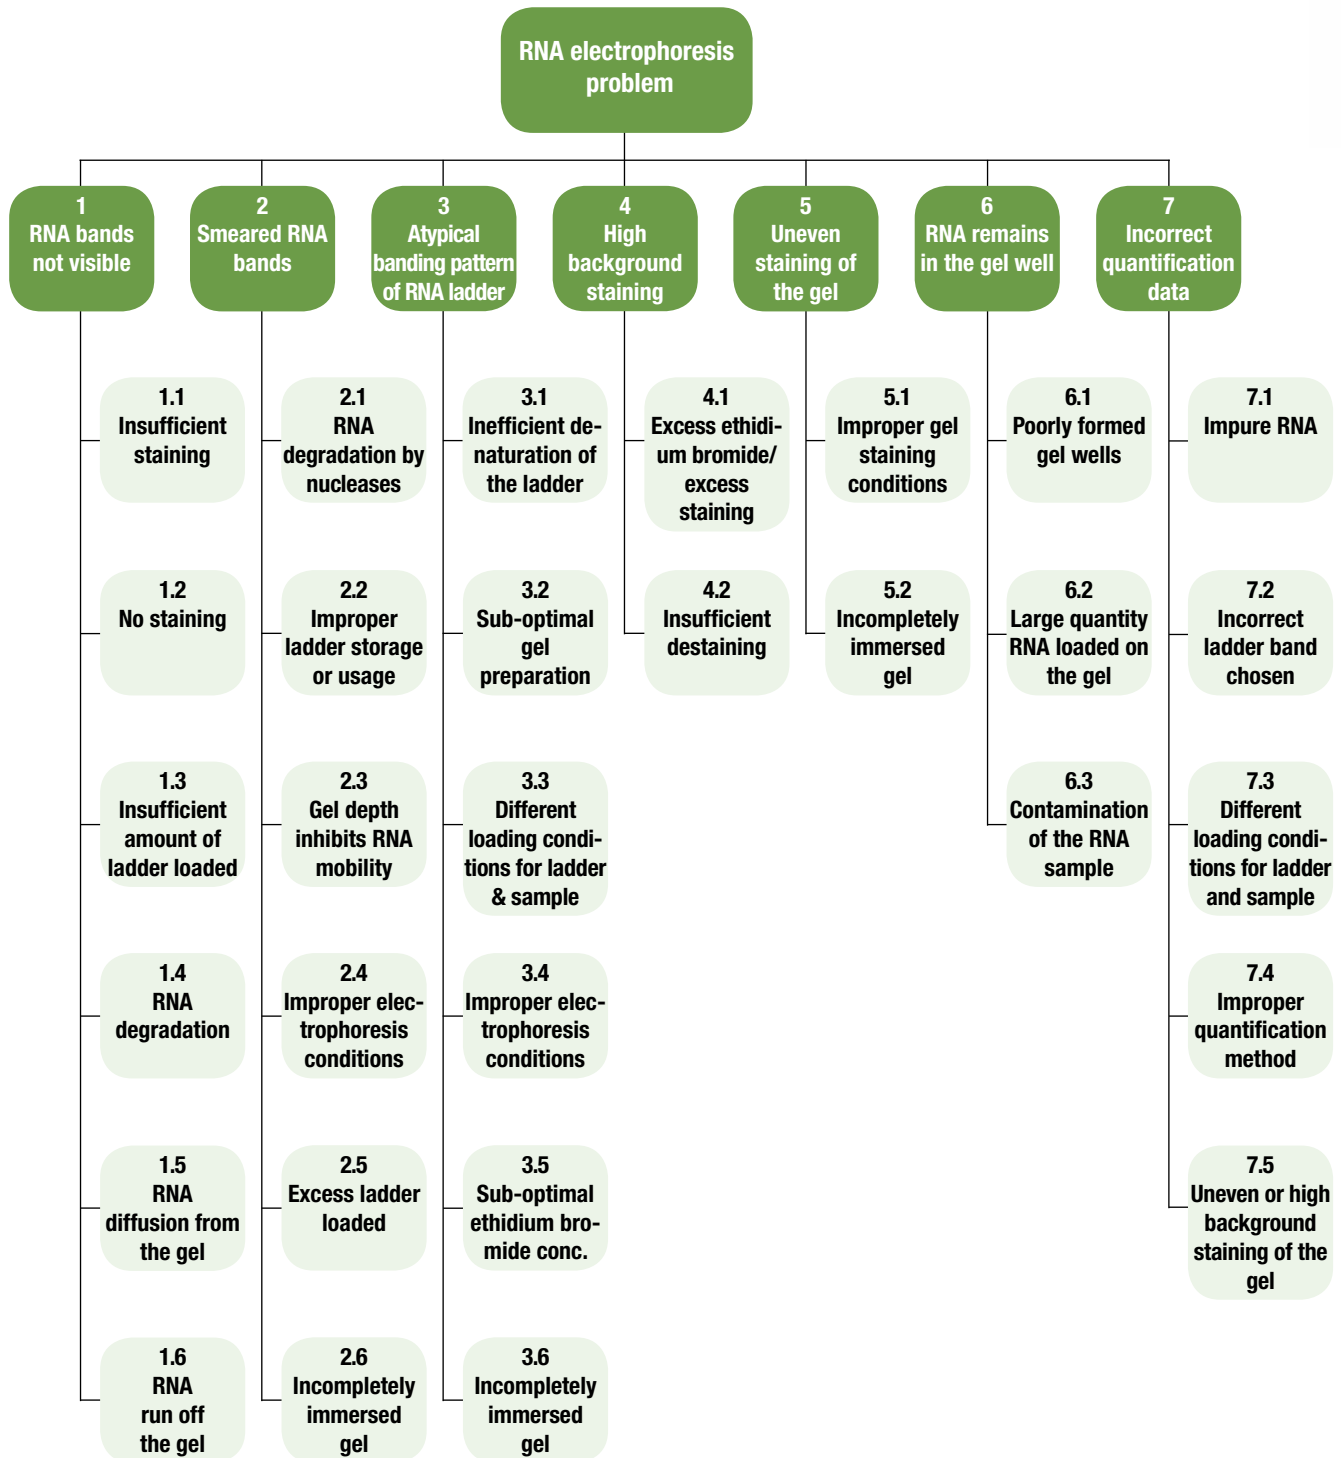 RNA electrophoresis
problem
1
RNA bands
not visible
2
Smeared RNA
bands
3
Atypical
banding pattern
of RNA ladder
4
High
background
staining
5
Uneven
staining of
the gel
6
RNA remains
in the gel well
7
Incorrect
quantification
data
1.1
Insufficient
staining
1.2
No staining
1.3
Insufficient
amount of
ladder loaded
1.4
RNA
degradation
1.5
RNA
diffusion from
the gel
1.6
RNA
run off
the gel
2.1
RNA
degradation by
nucleases
2.2
Improper
ladder storage
or usage
2.3
Gel depth
inhibits RNA
mobility
2.4
Improper elec-
trophoresis
conditions
2.5
Excess ladder
loaded
2.6
Incompletely
immersed
gel
3.1
Inefficient de-
naturation of
the ladder
3.2
Sub-optimal
gel
preparation
3.3
Different
loading condi-
tions for ladder
& sample
3.4
Improper elec-
trophoresis
conditions
3.5
Sub-optimal
ethidium bro-
mide conc.
3.6
Incompletely
immersed
gel
4.1
Excess ethidi-
um bromide/
excess
staining
4.2
Insufficient
destaining
5.1
Improper gel
staining
conditions
5.2
Incompletely
immersed
gel
6.1
Poorly formed
gel wells
6.2
Large quantity
RNA loaded on
the gel
6.3
Contamination
of the RNA
sample
7.1
Impure RNA
7.2
Incorrect
ladder band
chosen
7.3
Different
loading condi-
tions for ladder
and sample
7.4
Improper
quantification
method
7.5
Uneven or high
background
staining of the
gel